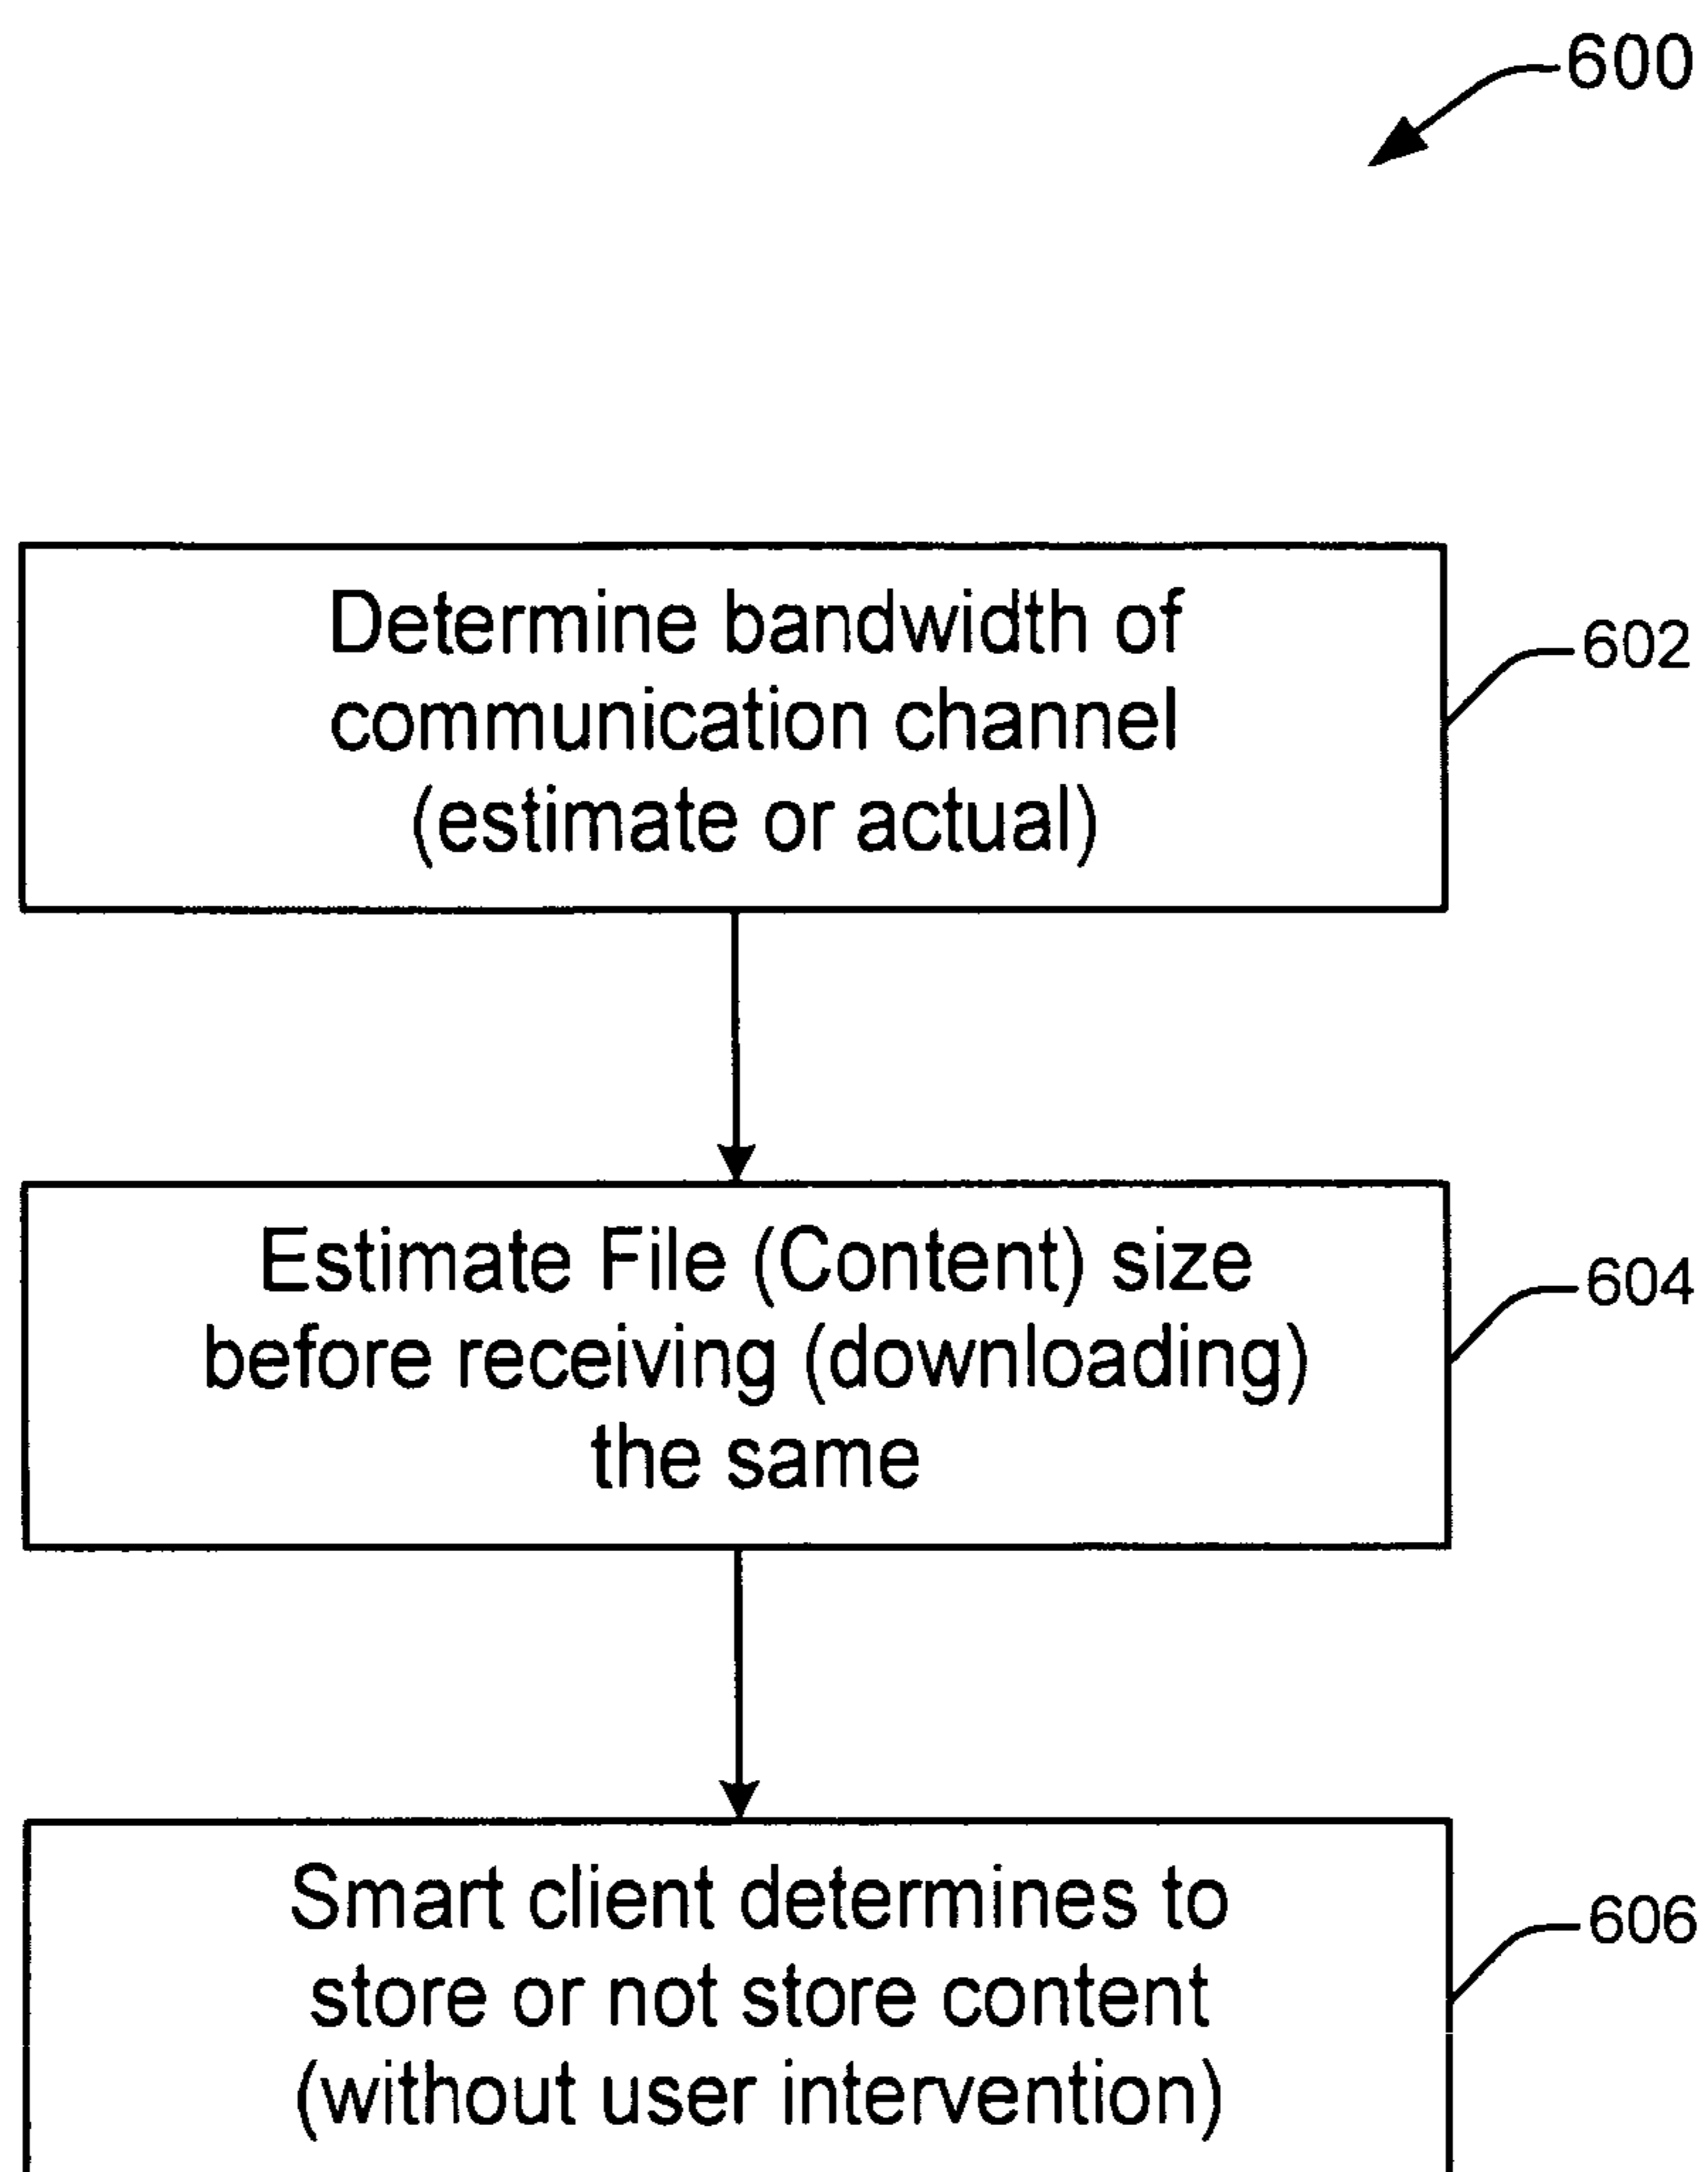 600
Determine bandwidth of
communication channel
(estimate or actual)
602
Estimate File (Content) size
before receiving (downloading)
the same
604
Smart client determines to
store or not store content
(without user intervention)
606